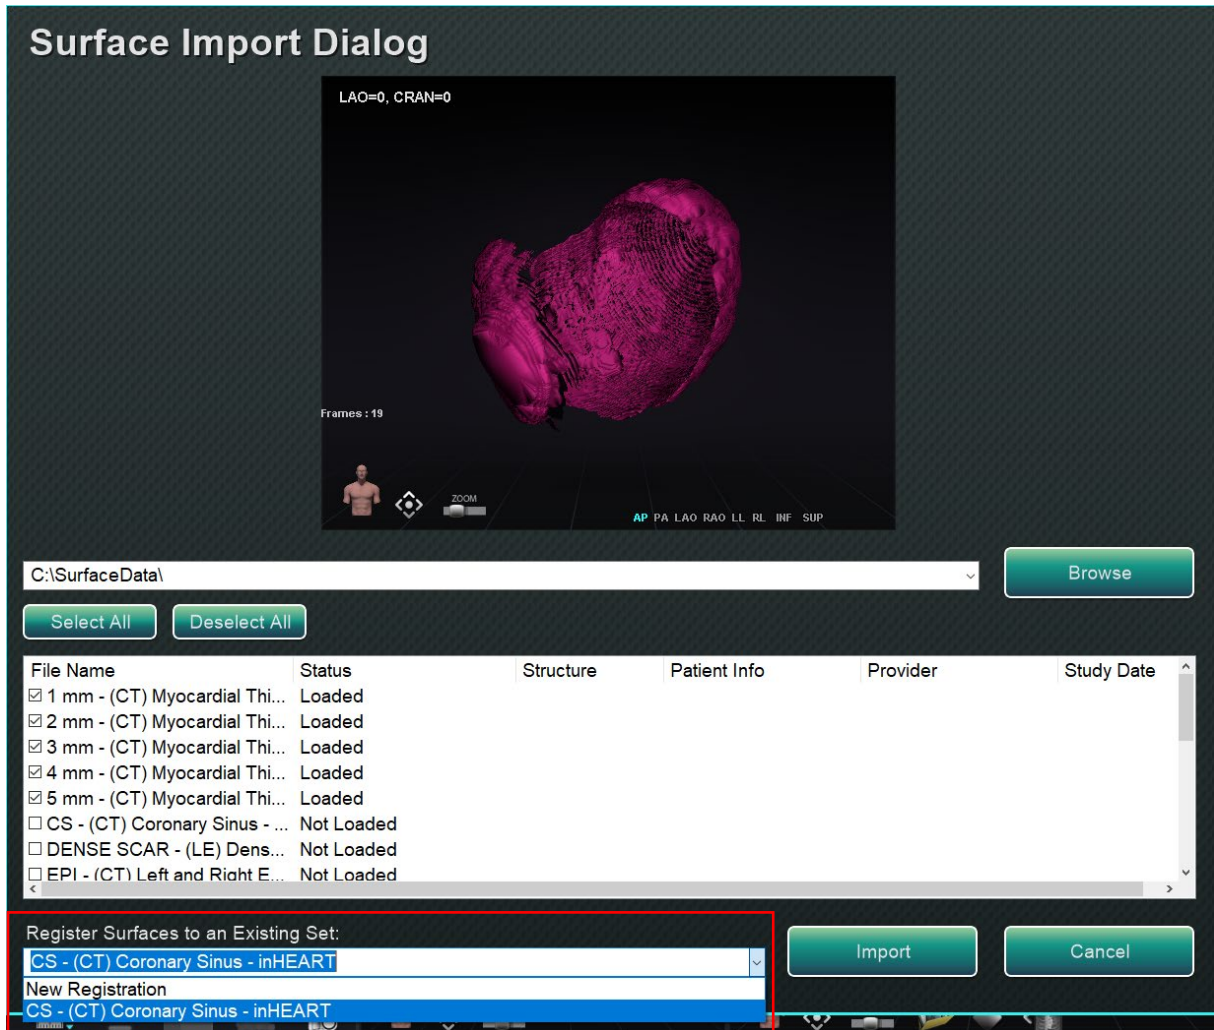 Surface Import Dialog
LAO=0, CRAN=0
Frames : 19
ZOOM
AP PA LAO RAO LL RL INF SUP
C:\SurfaceData\
Browse
Select All Deselect All
File Name Status Structure Patient Info Provider Study Date
1 mm - (CT) Myocardial Thi... Loaded
2 mm - (CT) Myocardial Thi... Loaded
3 mm - (CT) Myocardial Thi... Loaded
4 mm - (CT) Myocardial Thi... Loaded
5 mm - (CT) Myocardial Thi... Loaded
CS - (CT) Coronary Sinus - ... Not Loaded
DENSE SCAR - (LE) Dens... Not Loaded
EPI - (CT) Left and Right E... Not Loaded
Register Surfaces to an Existing Set:
CS - (CT) Coronary Sinus - inHEART
Import Cancel
New Registration
CS - (CT) Coronary Sinus - inHEART